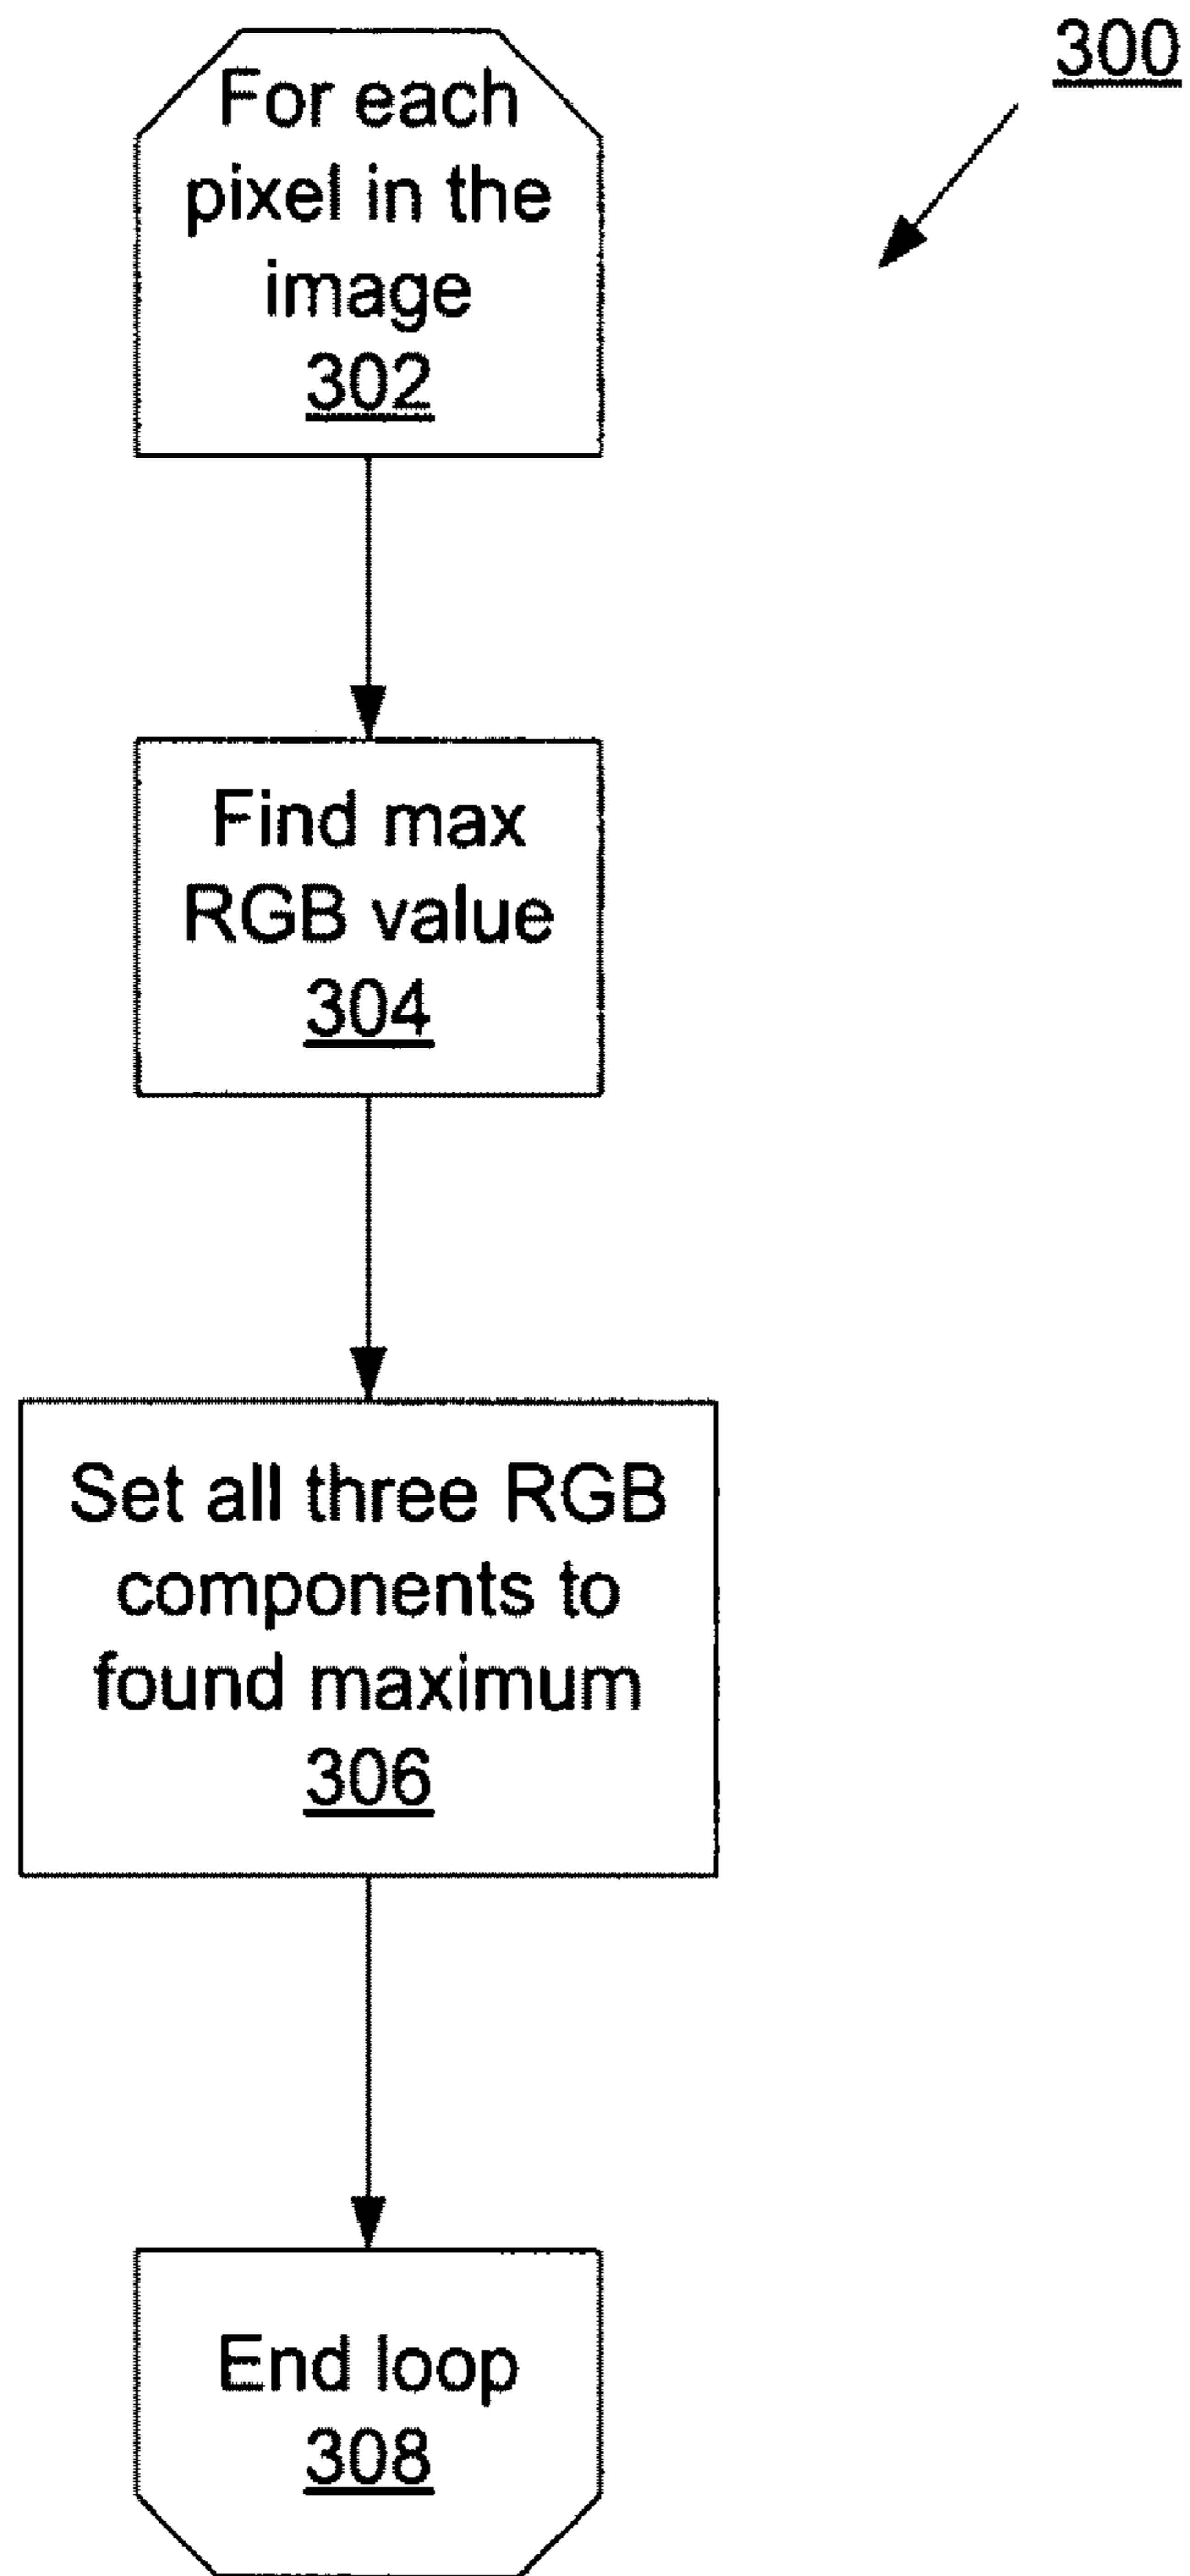 300
For each
pixel in the
image
302
Find max
RGB value
304
Set all three RGB
components to
found maximum
306
End loop
308